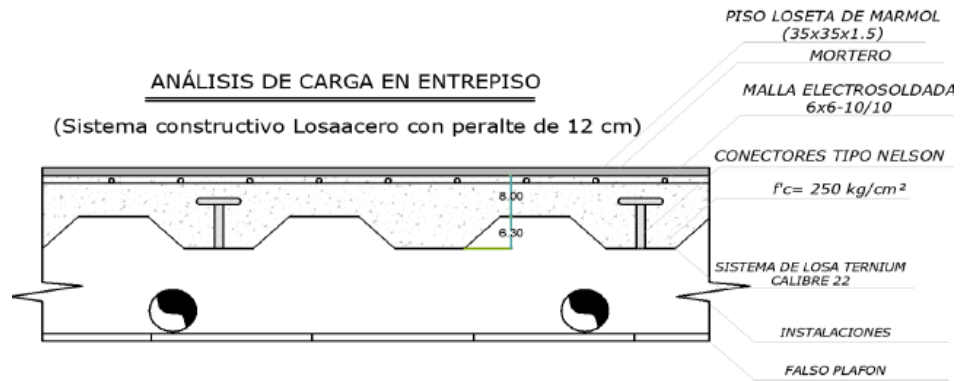 PISO LOSETA DE MARMOL
(35x35x1.5)
MORTERO
ANÁLISIS DE CARGA EN ENTREPISO
MALLA ELECTROSOLDADA
6x6-10/10
(Sistema constructivo Losaacero con peralte de 12 cm)
CONECTORES TIPO NELSON
8.00
f'c= 250 kg/cm²
6.30
SISTEMA DE LOSA TERNIUM
CALIBRE 22
INSTALACIONES
FALSO PLAFON